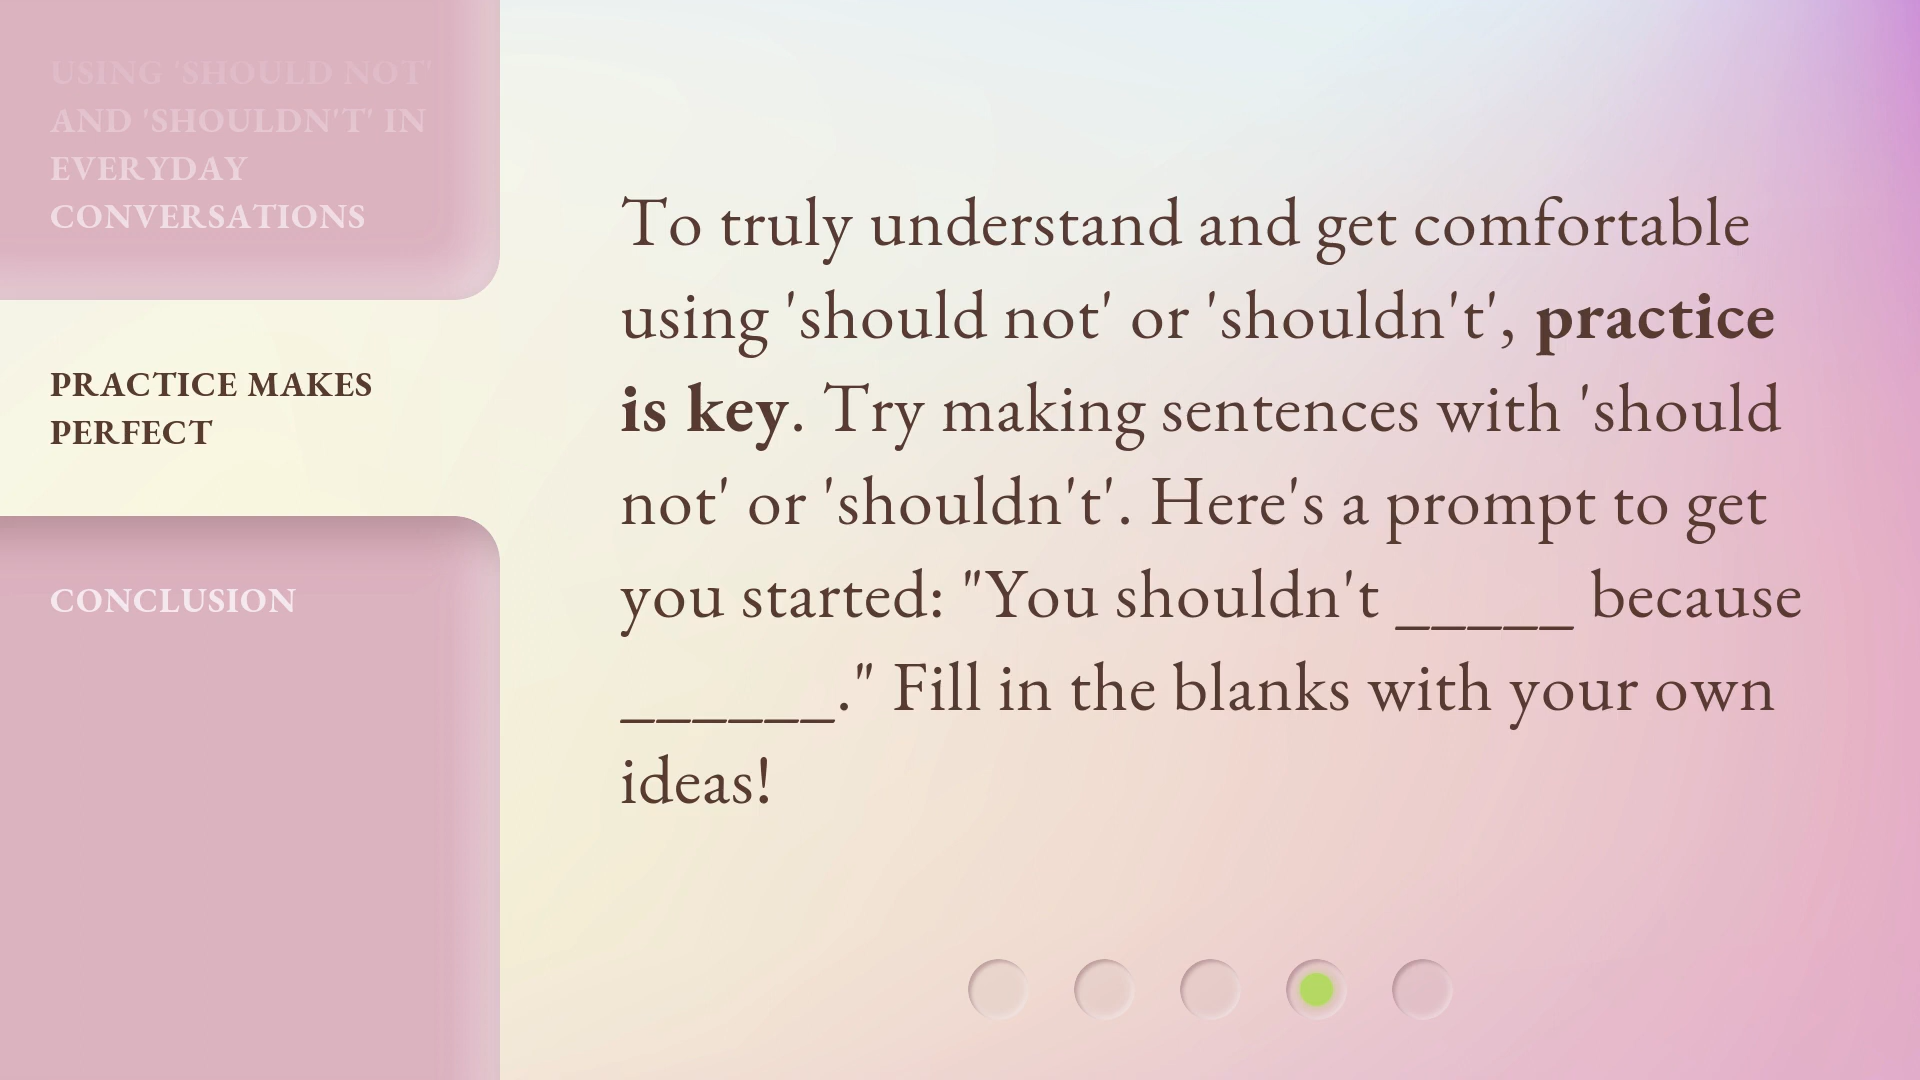 USING 'SHOULD NOT'
AND 'SHOULDN'T' IN
EVERYDAY
CONVERSATIONS
PRACTICE MAKES
PERFECT
CONCLUSION
To truly understand and get comfortable
using 'should not' or 'shouldn't', practice
is key. Try making sentences with 'should
not' or 'shouldn't'. Here's a prompt to get
you started: "You shouldn't _____ because
______." Fill in the blanks with your own
ideas!